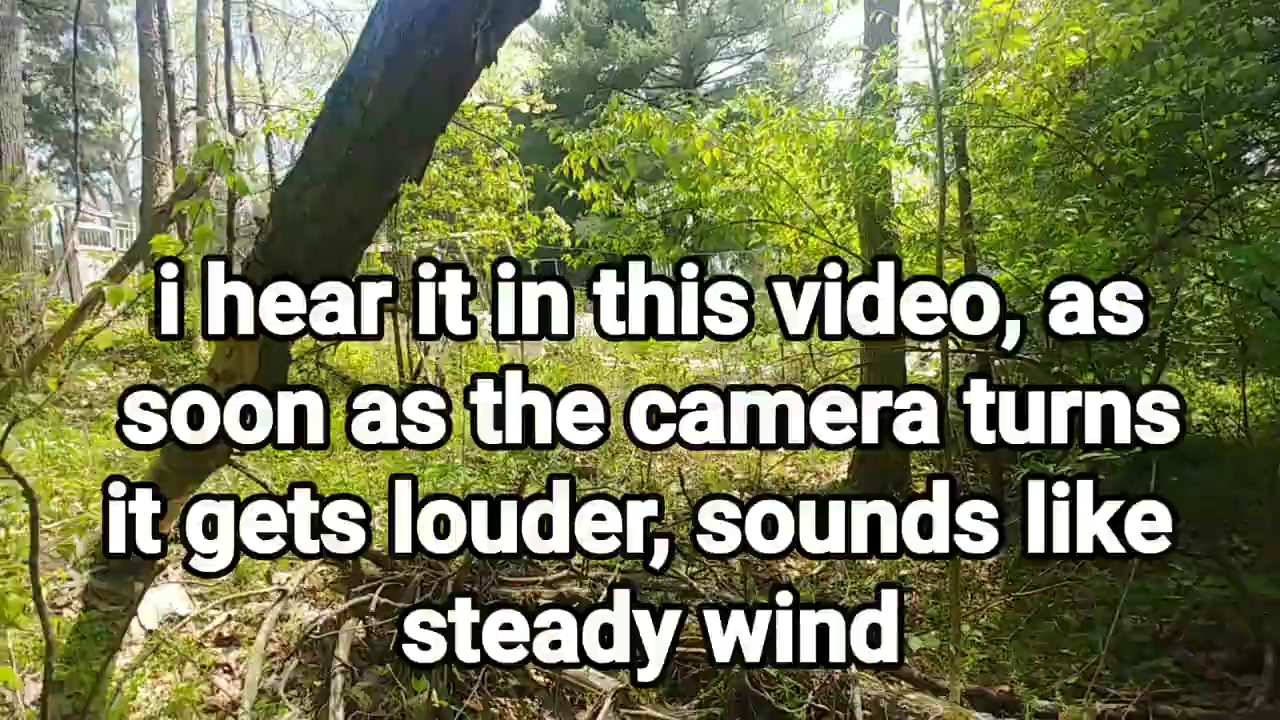 i hear it in this video, as
soon as the camera turns
it gets louder, sounds like
steady wind